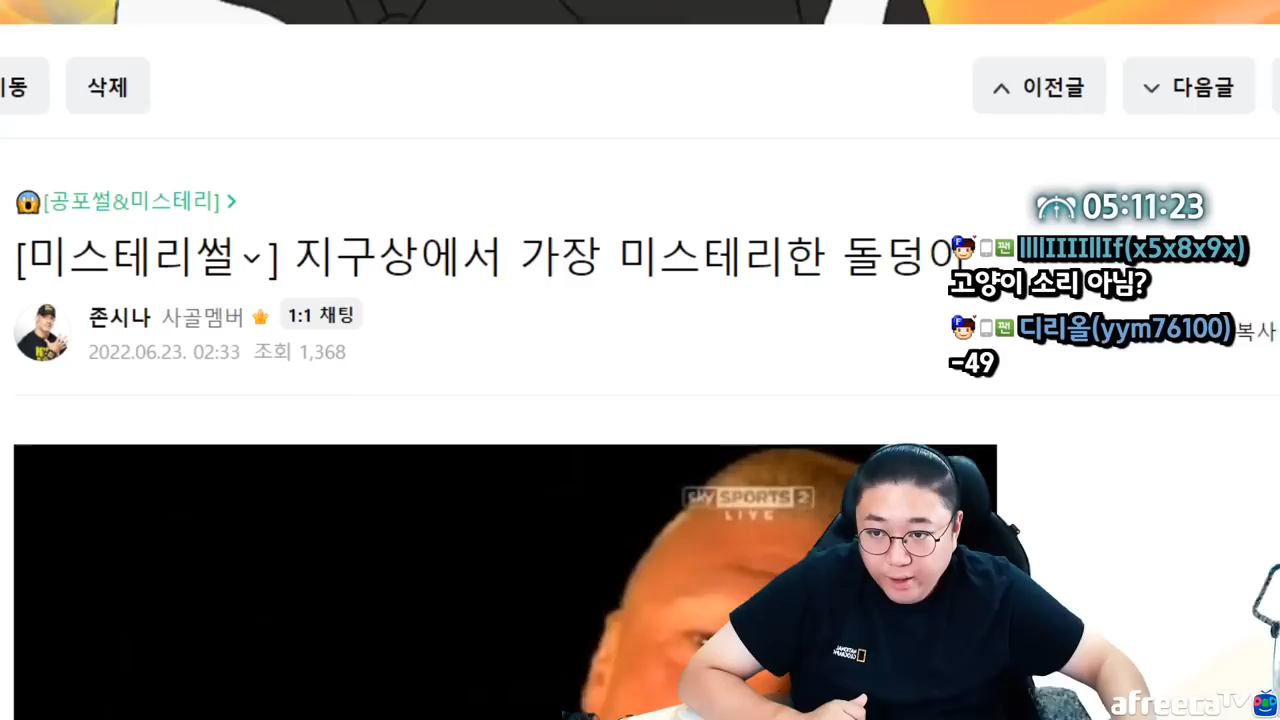 삭제
이전글
다음글
[공포썰&미스테리]
05:11:23
[미스테리썰] 지구상에서 가장 미스테리한 돌덩이
고양이 소리 아님?
존시나 사골멤버 1:1 채팅
디리올(yym76100)
복사
2022.06.23. 02:33 조회 1,368
-49
SKY SPORTS 2
LIVE
NATIONAL
GEOGRAPHIC
afreecaTV